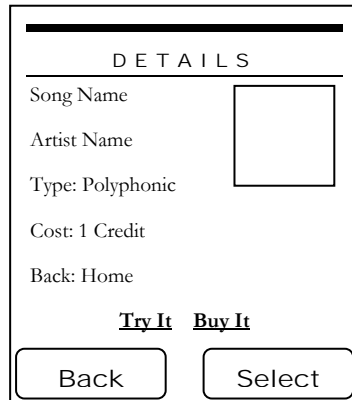 DETAILS
Song Name
Artist Name
Type: Polyphonic
Cost: 1 Credit
Back: Home
Try It Buy It
Back Select